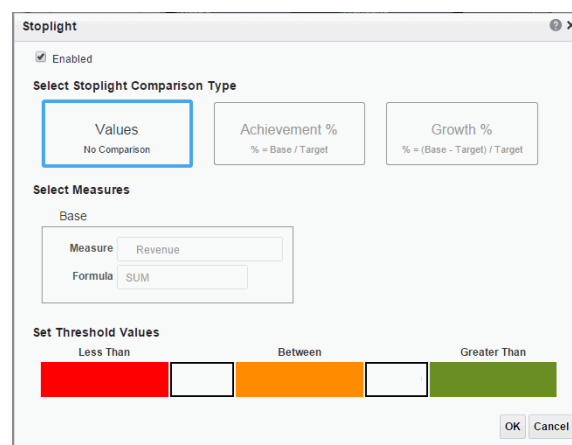 Stoplight
Enabled
Select Stoplight Comparison Type
Values
No Comparison
Achievement %
% = Base / Target
Growth %
% = (Base - Target) / Target
Select Measures
Base
Measure Revenue
Formula SUM
Set Threshold Values
Less Than Between Greater Than
OK Cancel